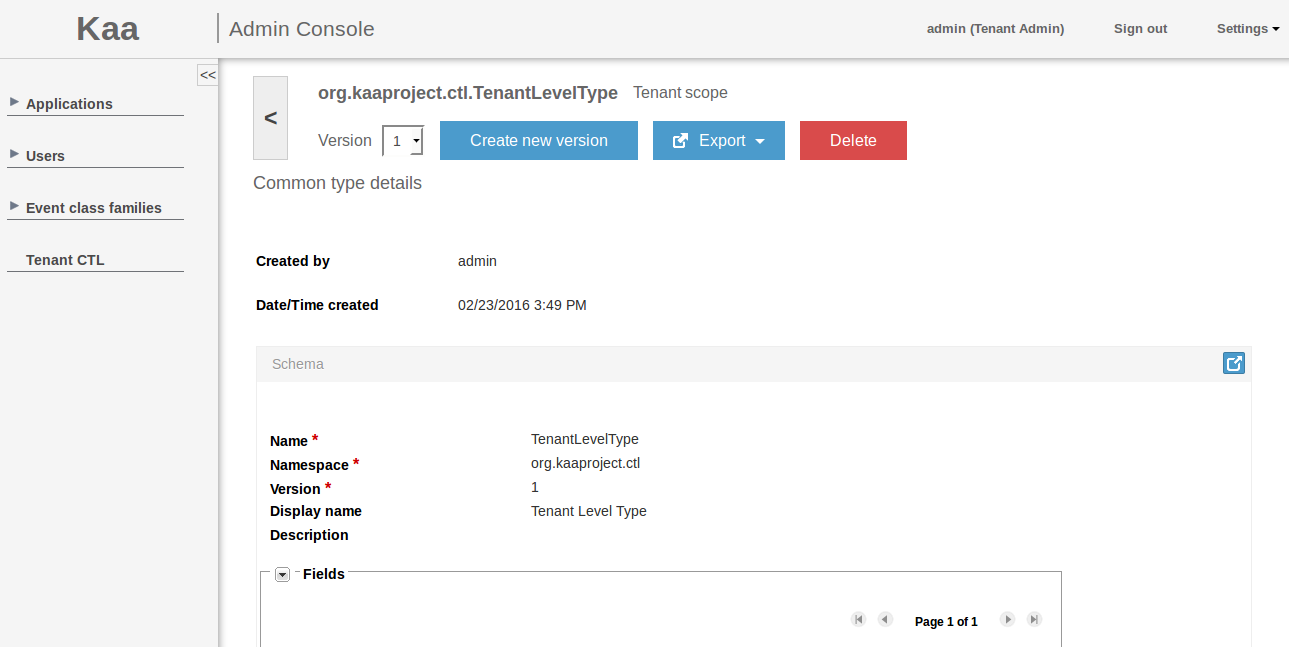 Kaa
Admin Console
admin (Tenant Admin)
Sign out
Settings
<<
Applications
Users
Event class families
Tenant CTL
<
org.kaaproject.ctl.TenantLevelType Tenant scope
Version 1 Create new version Export Delete
Common type details
Created by admin
Date/Time created 02/23/2016 3:49 PM
Schema
Name * TenantLevelType
Namespace * org.kaaproject.ctl
Version * 1
Display name Tenant Level Type
Description
Fields
Page 1 of 1